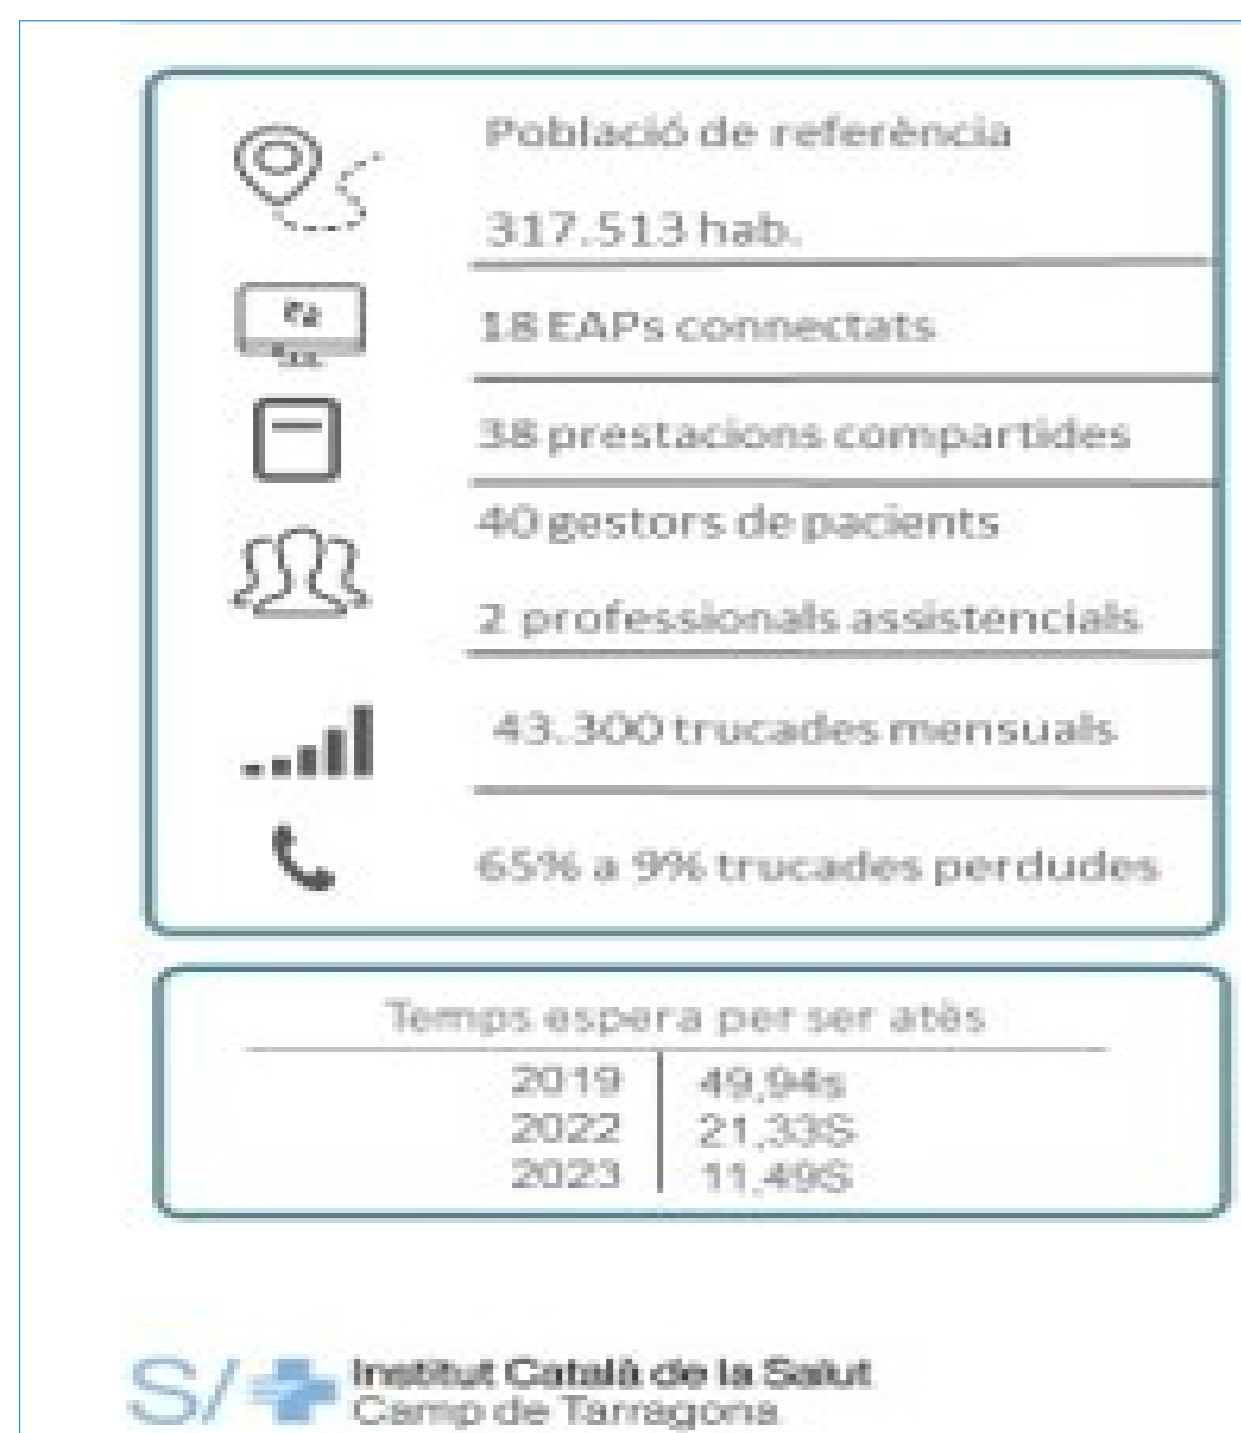 Població de referència
317.513 hab.
18 EAPs connectats
38 prestacions compartides
40 gestors de pacients
2 professionals assistencials
43.300 trucades mensuals
65% a 9% trucades perdudes
Temps espera per ser atès
2019 49,94s
2022 21,33S
2023 11,49S
S/
Institut Català de la Salut
Camp de Tarragona